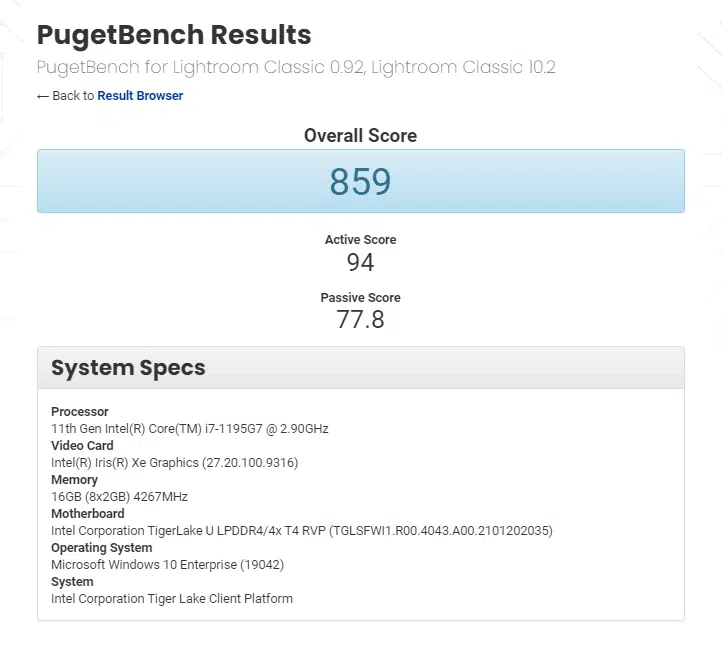 PugetBench Results
PugetBench for Lightroom Classic 0.92, Lightroom Classic 10.2
← Back to Result Browser
Overall Score
859
Active Score
94
Passive Score
77.8
System Specs
Processor
11th Gen Intel(R) Core(TM) i7-1195G7 @ 2.90GHz
Video Card
Intel(R) Iris(R) Xe Graphics (27.20.100.9316)
Memory
16GB (8x2GB) 4267MHz
Motherboard
Intel Corporation TigerLake U LPDDR4/4x T4 RVP (TGLSFWI1.R00.4043.A00.2101202035)
Operating System
Microsoft Windows 10 Enterprise (19042)
System
Intel Corporation Tiger Lake Client Platform